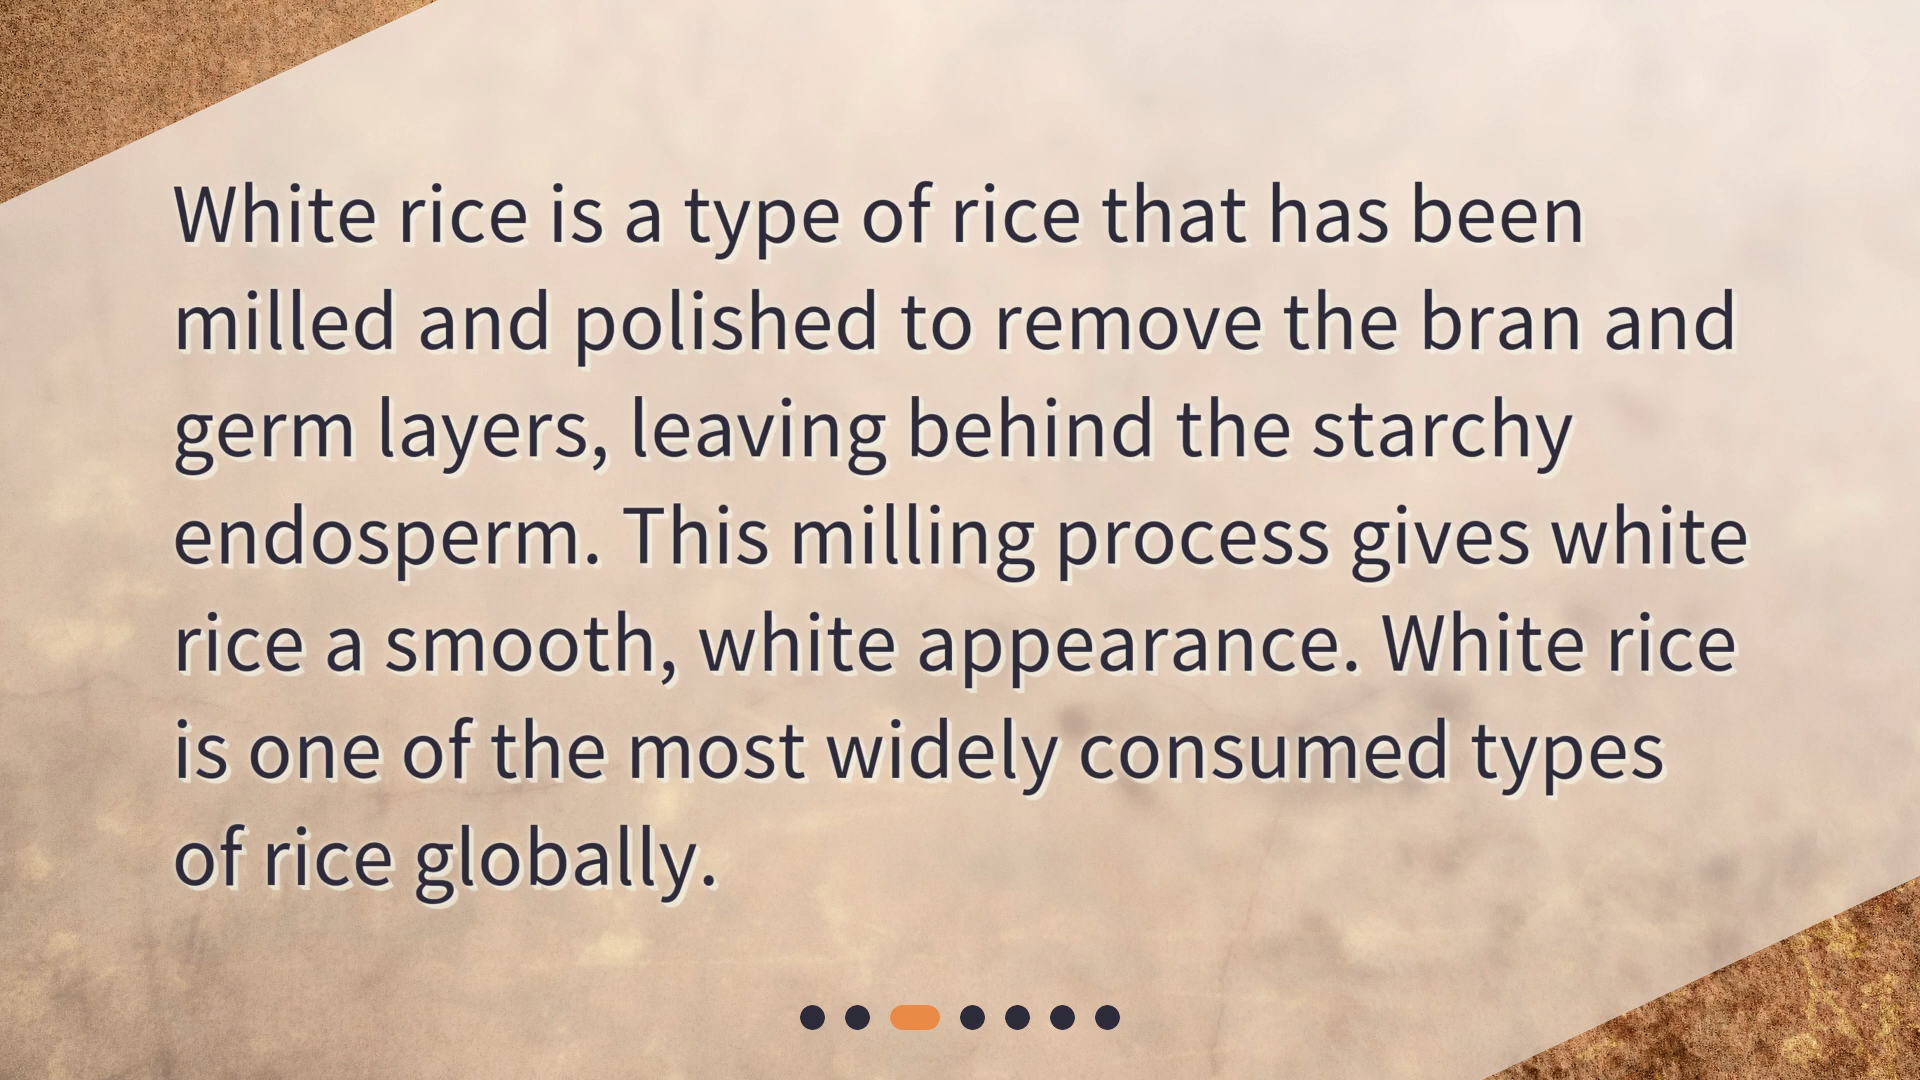 White rice is a type of rice that has been
milled and polished to remove the bran and
germ layers, leaving behind the starchy
endosperm. This milling process gives white
rice a smooth, white appearance. White rice
is one of the most widely consumed types
of rice globally.